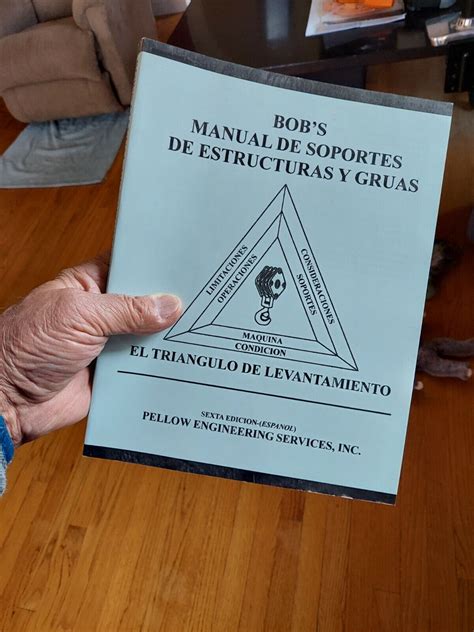 BOB'S
MANUAL DE SOPORTES
DE ESTRUCTURAS Y GRUAS
LIMITACIONES
OPERACIONES
CONSIDERACIONES
SOPORTES
MAQUINA
CONDICION
EL TRIANGULO DE LEVANTAMIENTO
SEXTA EDICION-(ESPANOL)
PELLOW ENGINEERING SERVICES, INC.